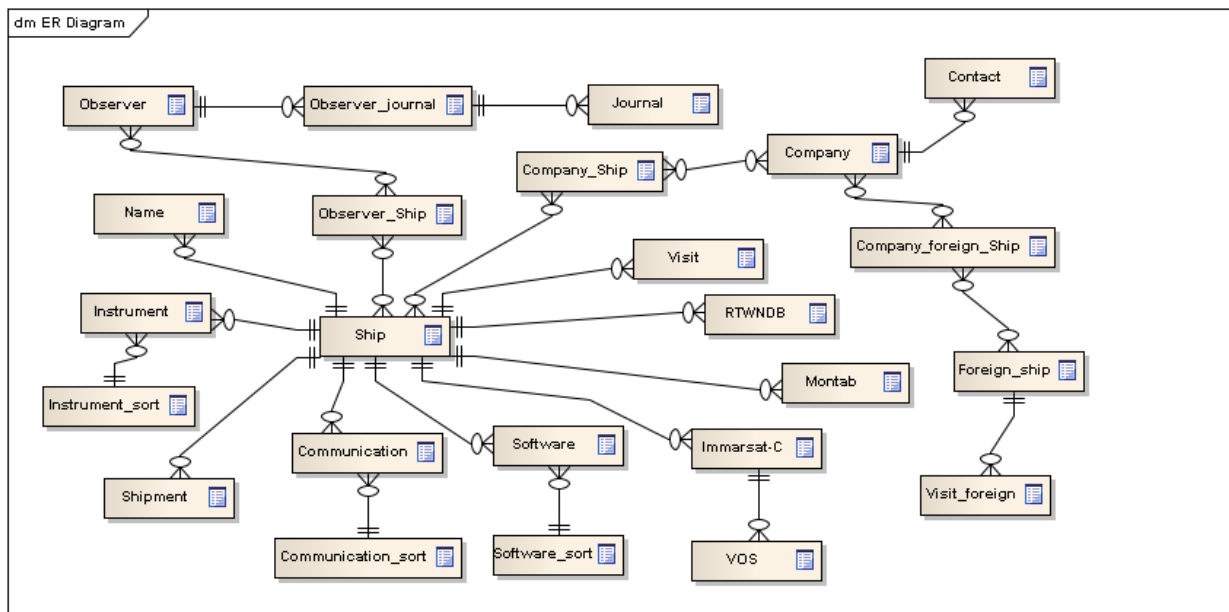 dm ER Diagram
Contact
Observer
Observer_journal
Journal
Company_Ship
Company
Name
Observer_Ship
Company_foreign_Ship
Visit
Instrument
RTWNDB
Ship
Foreign_ship
Montab
Instrument_sort
Communication
Software
Immarsat-C
Shipment
Visit_foreign
Communication_sort
Software_sort
VOS